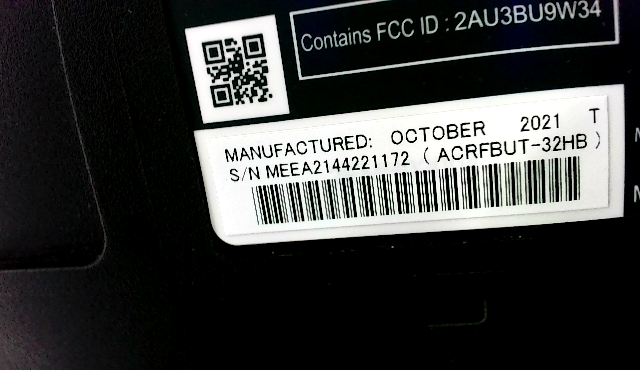 Contains FCC ID : 2AU3BU9W34
MANUFACTURED: OCTOBER 2021 T
S/N MEEA2144221172 ( ACRFBUT-32HB )